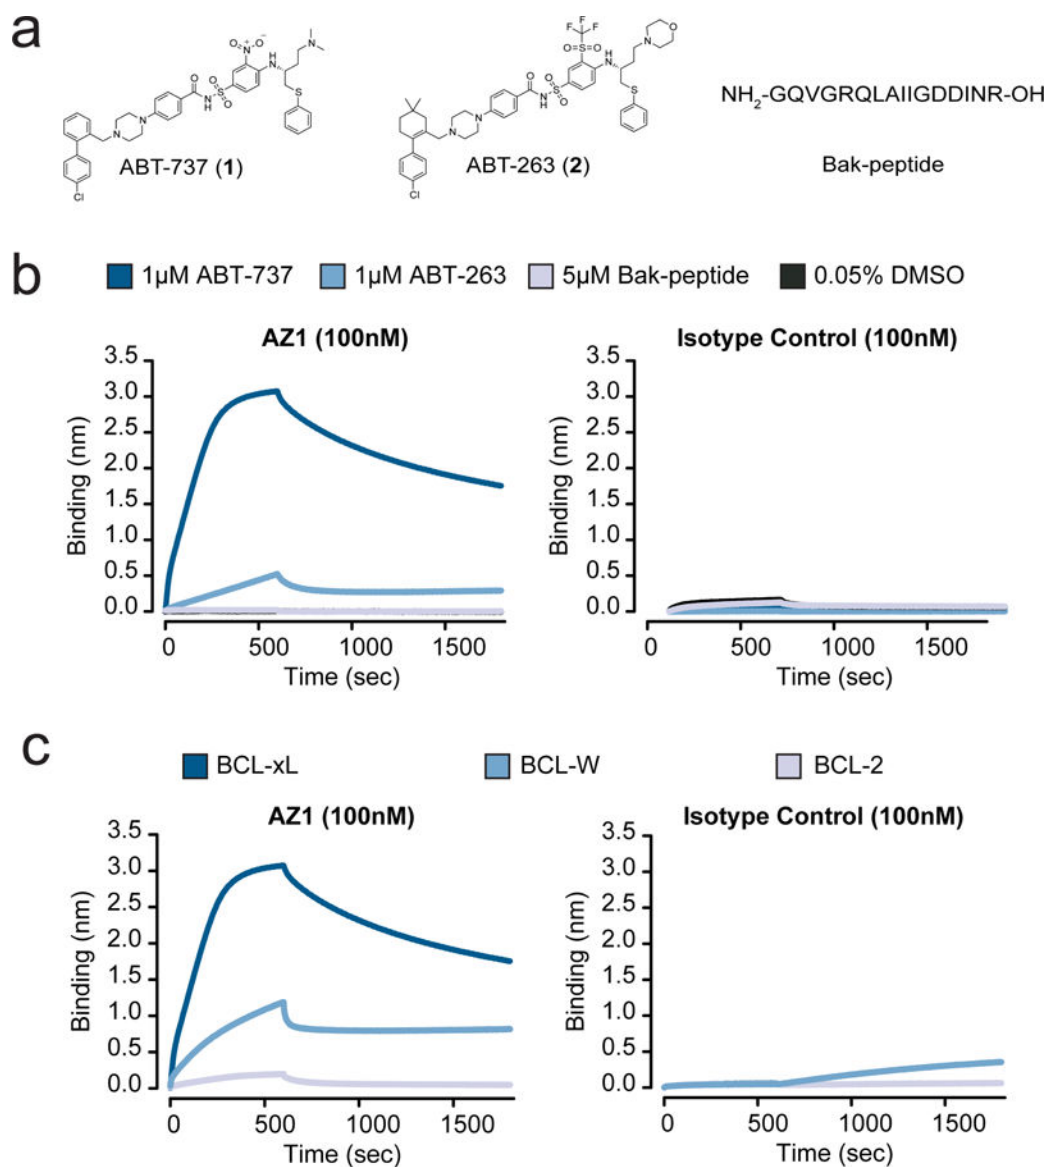 a
O
N
+
O
−
H
N
N
S
O
O
O
N
H
S
N
N
Cl
ABT-737 (1)
F
F
F
O
S
O
H
N
N
O
S
O
O
O
N
H
S
N
N
Cl
ABT-263 (2)
NH2-GQVGRQLAIIGDDINR-OH
Bak-peptide
b
1µM ABT-737
1µM ABT-263
5µM Bak-peptide
0.05% DMSO
AZ1 (100nM)
Binding (nm)
3.5
3.0
2.5
2.0
1.5
1.0
0.5
0.0
0 500 1000 1500
Time (sec)
Isotype Control (100nM)
Binding (nm)
3.5
3.0
2.5
2.0
1.5
1.0
0.5
0.0
0 500 1000 1500
Time (sec)
c
BCL-xL
BCL-W
BCL-2
AZ1 (100nM)
Binding (nm)
3.5
3.0
2.5
2.0
1.5
1.0
0.5
0.0
0 500 1000 1500
Time (sec)
Isotype Control (100nM)
Binding (nm)
3.5
3.0
2.5
2.0
1.5
1.0
0.5
0.0
0 500 1000 1500
Time (sec)